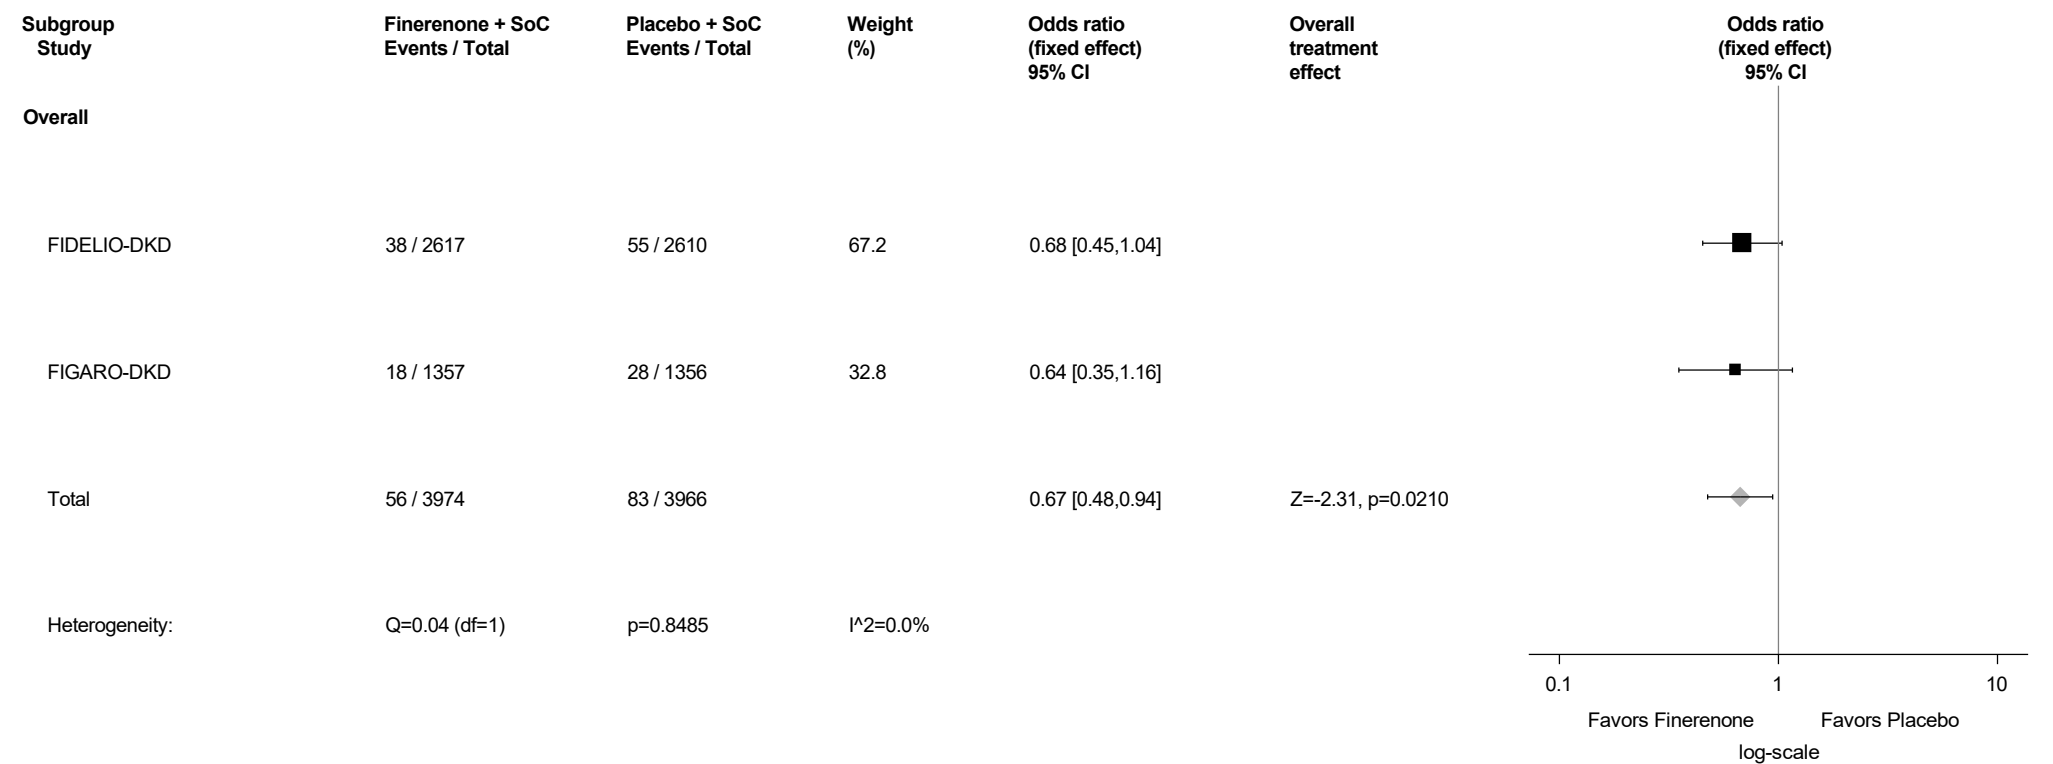 Subgroup Finerenone + SoC Placebo + SoC Weight Odds ratio Overall Odds ratio
Study Events / Total Events / Total (%) (fixed effect) treatment (fixed effect)
95% CI effect 95% CI
Overall
FIDELIO-DKD 38 / 2617 55 / 2610 67.2 0.68 [0.45,1.04]
FIGARO-DKD 18 / 1357 28 / 1356 32.8 0.64 [0.35,1.16]
Total 56 / 3974 83 / 3966 0.67 [0.48,0.94] Z=-2.31, p=0.0210
Heterogeneity: Q=0.04 (df=1) p=0.8485 I^2=0.0%
0.1 1 10
Favors Finerenone Favors Placebo
log-scale